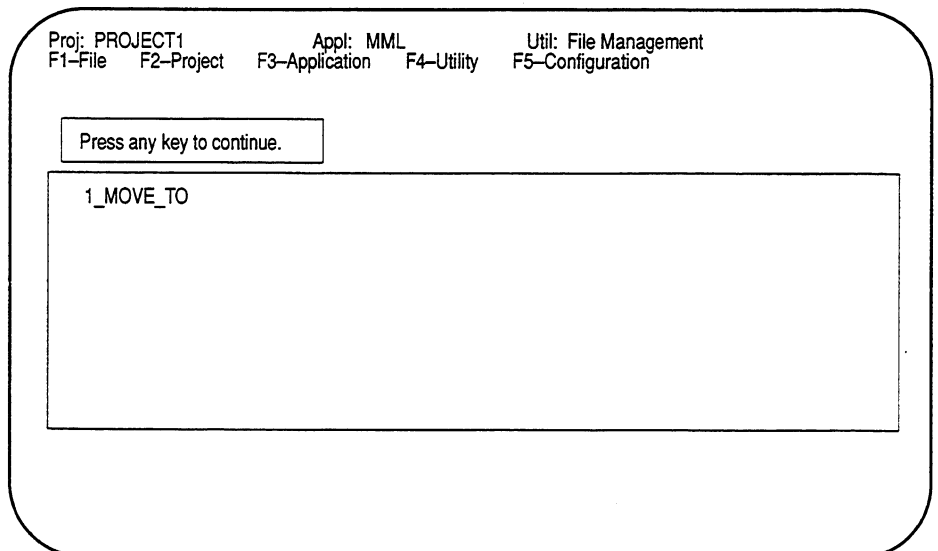 Proj: PROJECT1 Appl: MML Util: File Management
F1–File F2–Project F3–Application F4–Utility F5–Configuration
Press any key to continue.
1_MOVE_TO